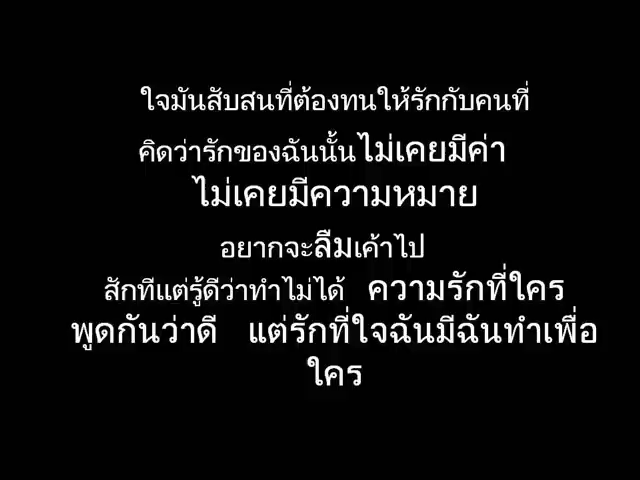 ใจมันสับสนที่ต้องทนให้รักกับคนที่
คิดว่ารักของฉันนั้นไม่เคยมีค่า
ไม่เคยมีความหมาย
อยากจะลืมเค้าไป
สักทีแต่รู้ดีว่าทำไม่ได้ ความรักที่ใคร
พูดกันว่าดี แต่รักที่ใจฉันมีฉันทำเพื่อ
ใคร